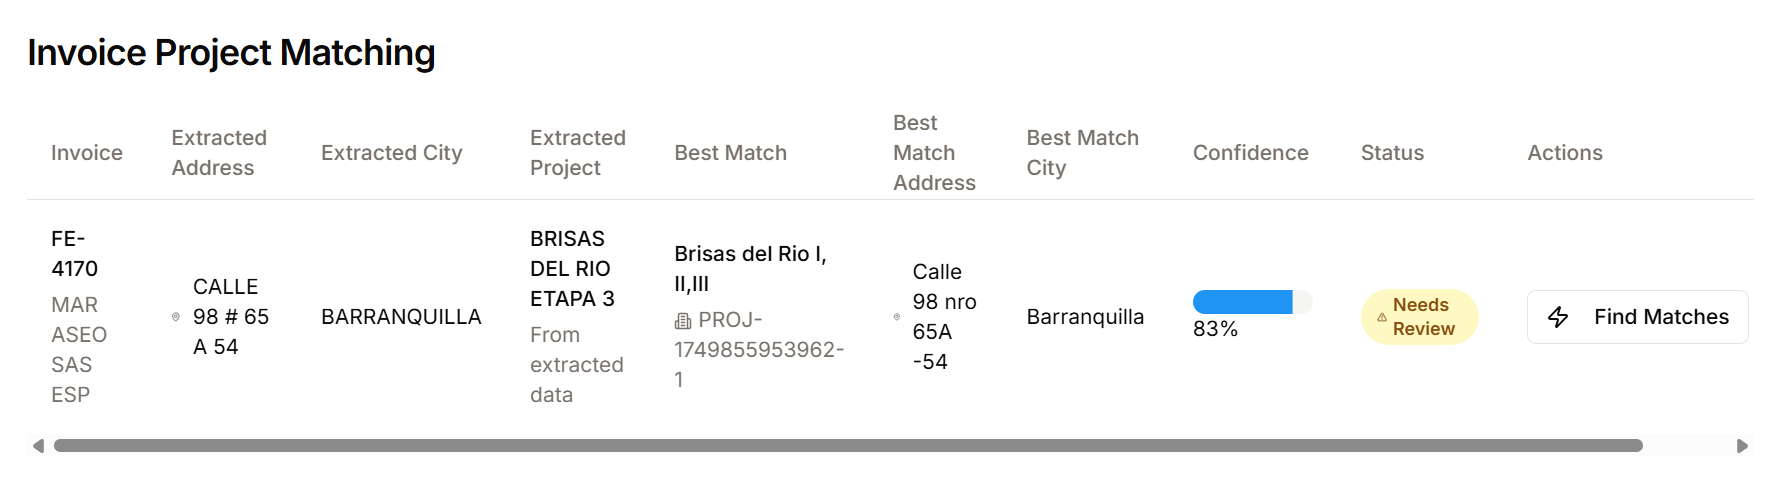 Invoice Project Matching
Invoice
Extracted
Address
Extracted City
Extracted
Project
Best Match
Best
Match
Address
Best Match
City
Confidence
Status
Actions
FE-
4170
MAR
ASEO
SAS
ESP
CALLE
98 # 65
A 54
BARRANQUILLA
BRISAS
DEL RIO
ETAPA 3
From
extracted
data
Brisas del Rio I,
II,III
PROJ-
1749855953962-
1
Calle
98 nro
65A
-54
Barranquilla
83%
Needs
Review
Find Matches